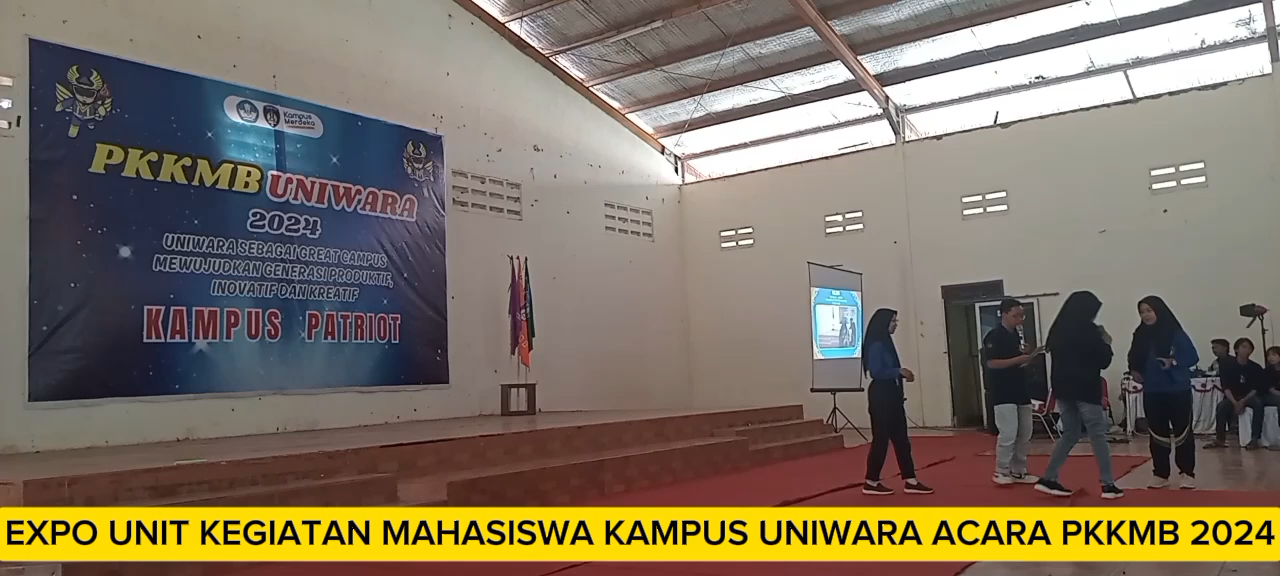 Kampus
Merdeka
PKKMB UNIWARA
2024
UNIWARA SEBAGAI GREAT CAMPUS
MEWUJUDKAN GENERASI PRODUKTIF,
INOVATIF DAN KREATIF
KAMPUS PATRIOT
EXPO UNIT KEGIATAN MAHASISWA KAMPUS UNIWARA ACARA PKKMB 2024